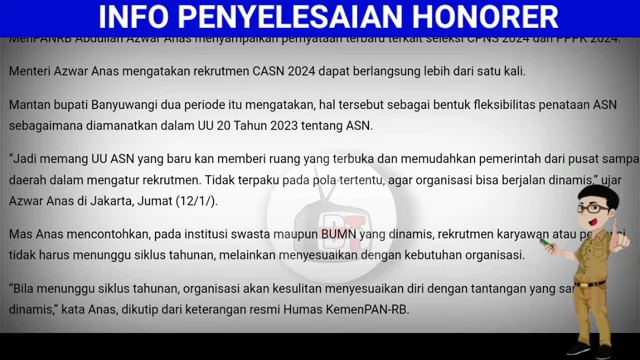 INFO PENYELESAIAN HONORER
MenPANRB Abdullah Azwar Anas menyampaikan pernyataan terbaru terkait seleksi CPNS 2024 dan PPPK 2024.
Menteri Azwar Anas mengatakan rekrutmen CASN 2024 dapat berlangsung lebih dari satu kali.
Mantan bupati Banyuwangi dua periode itu mengatakan, hal tersebut sebagai bentuk fleksibilitas penataan ASN
sebagaimana diamanatkan dalam UU 20 Tahun 2023 tentang ASN.
“Jadi memang UU ASN yang baru kan memberi ruang yang terbuka dan memudahkan pemerintah dari pusat sampa
daerah dalam mengatur rekrutmen. Tidak terpaku pada pola tertentu, agar organisasi bisa berjalan dinamis,” ujar
Azwar Anas di Jakarta, Jumat (12/1/).
Mas Anas mencontohkan, pada institusi swasta maupun BUMN yang dinamis, rekrutmen karyawan atau
tidak harus menunggu siklus tahunan, melainkan menyesuaikan dengan kebutuhan organisasi.
“Bila menunggu siklus tahunan, organisasi akan kesulitan menyesuaikan diri dengan tantangan yang
dinamis,” kata Anas, dikutip dari keterangan resmi Humas KemenPAN-RB.